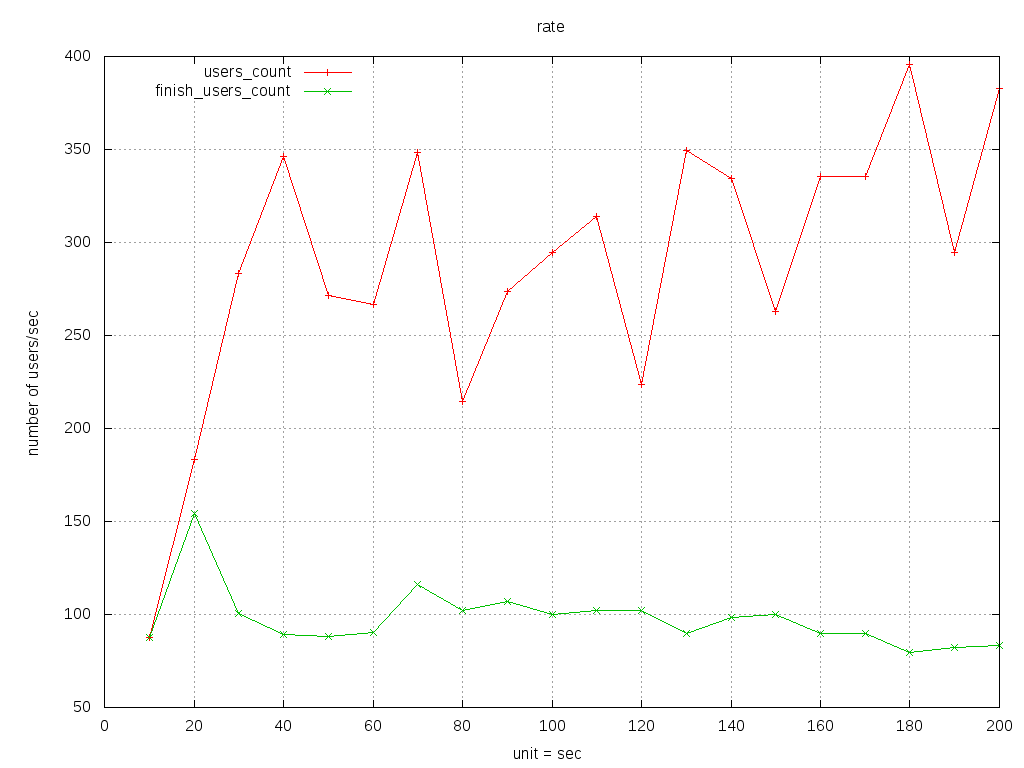 rate
400
350
300
250
200
150
100
50
users_count
finish_users_count
number of users/sec
0 20 40 60 80 100 120 140 160 180 200
unit = sec